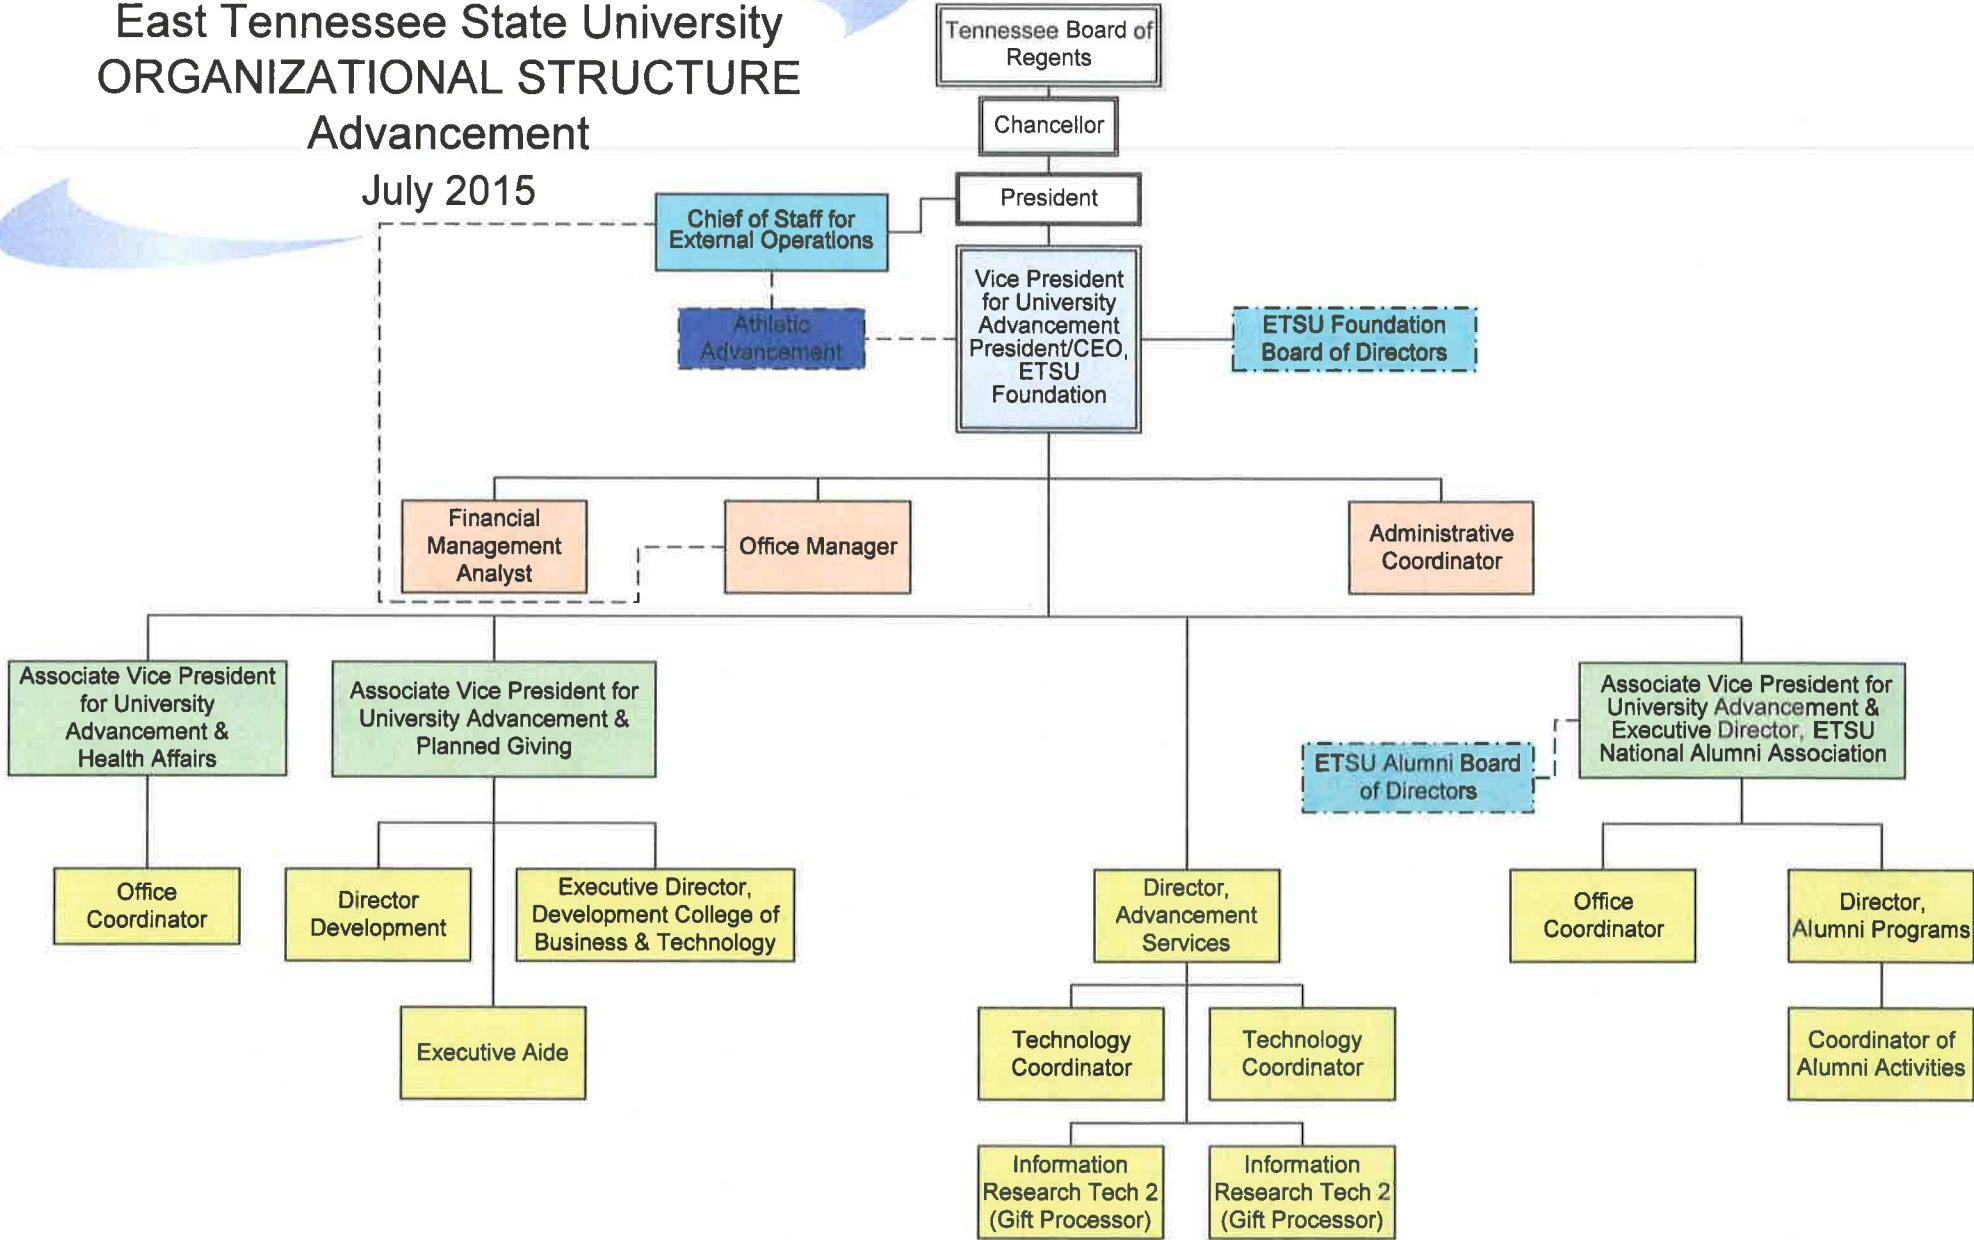 East Tennessee State University
ORGANIZATIONAL STRUCTURE
Advancement
July 2015
Tennessee Board of
Regents
Chancellor
President
Chief of Staff for
External Operations
Athletic
Advancement
Vice President
for University
Advancement
President/CEO,
ETSU
Foundation
ETSU Foundation
Board of Directors
Financial
Management
Analyst
Office Manager
Administrative
Coordinator
Associate Vice President
for University
Advancement &
Health Affairs
Associate Vice President for
University Advancement &
Planned Giving
Associate Vice President for
University Advancement &
Executive Director, ETSU
National Alumni Association
ETSU Alumni Board
of Directors
Office
Coordinator
Director
Development
Executive Director,
Development College of
Business & Technology
Director,
Advancement
Services
Office
Coordinator
Director,
Alumni Programs
Executive Aide
Technology
Coordinator
Technology
Coordinator
Coordinator of
Alumni Activities
Information
Research Tech 2
(Gift Processor)
Information
Research Tech 2
(Gift Processor)